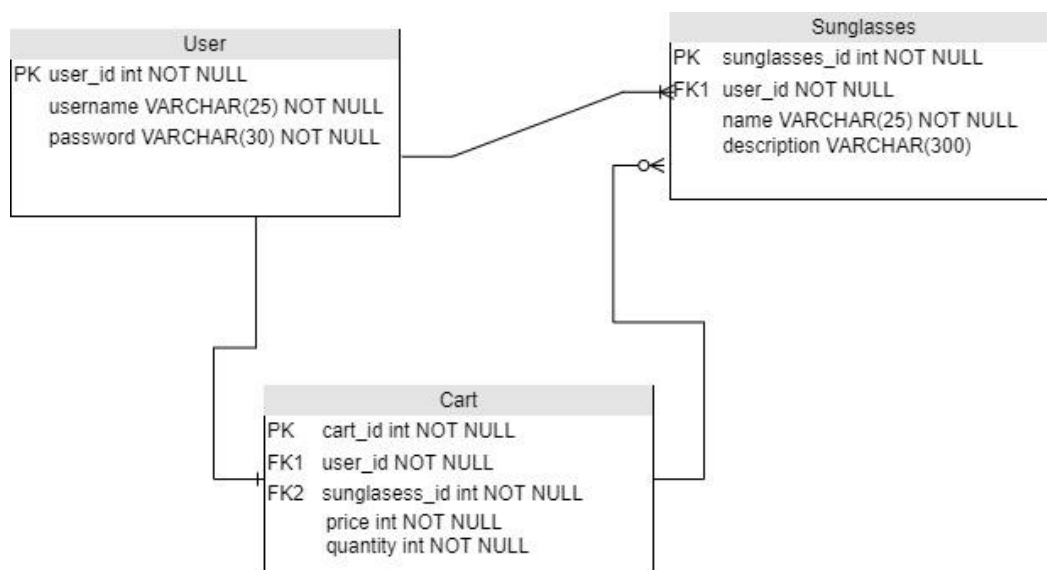 User
PK user_id int NOT NULL
username VARCHAR(25) NOT NULL
password VARCHAR(30) NOT NULL
Sunglasses
PK sunglasses_id int NOT NULL
FK1 user_id NOT NULL
name VARCHAR(25) NOT NULL
description VARCHAR(300)
Cart
PK cart_id int NOT NULL
FK1 user_id NOT NULL
FK2 sunglasess_id int NOT NULL
price int NOT NULL
quantity int NOT NULL